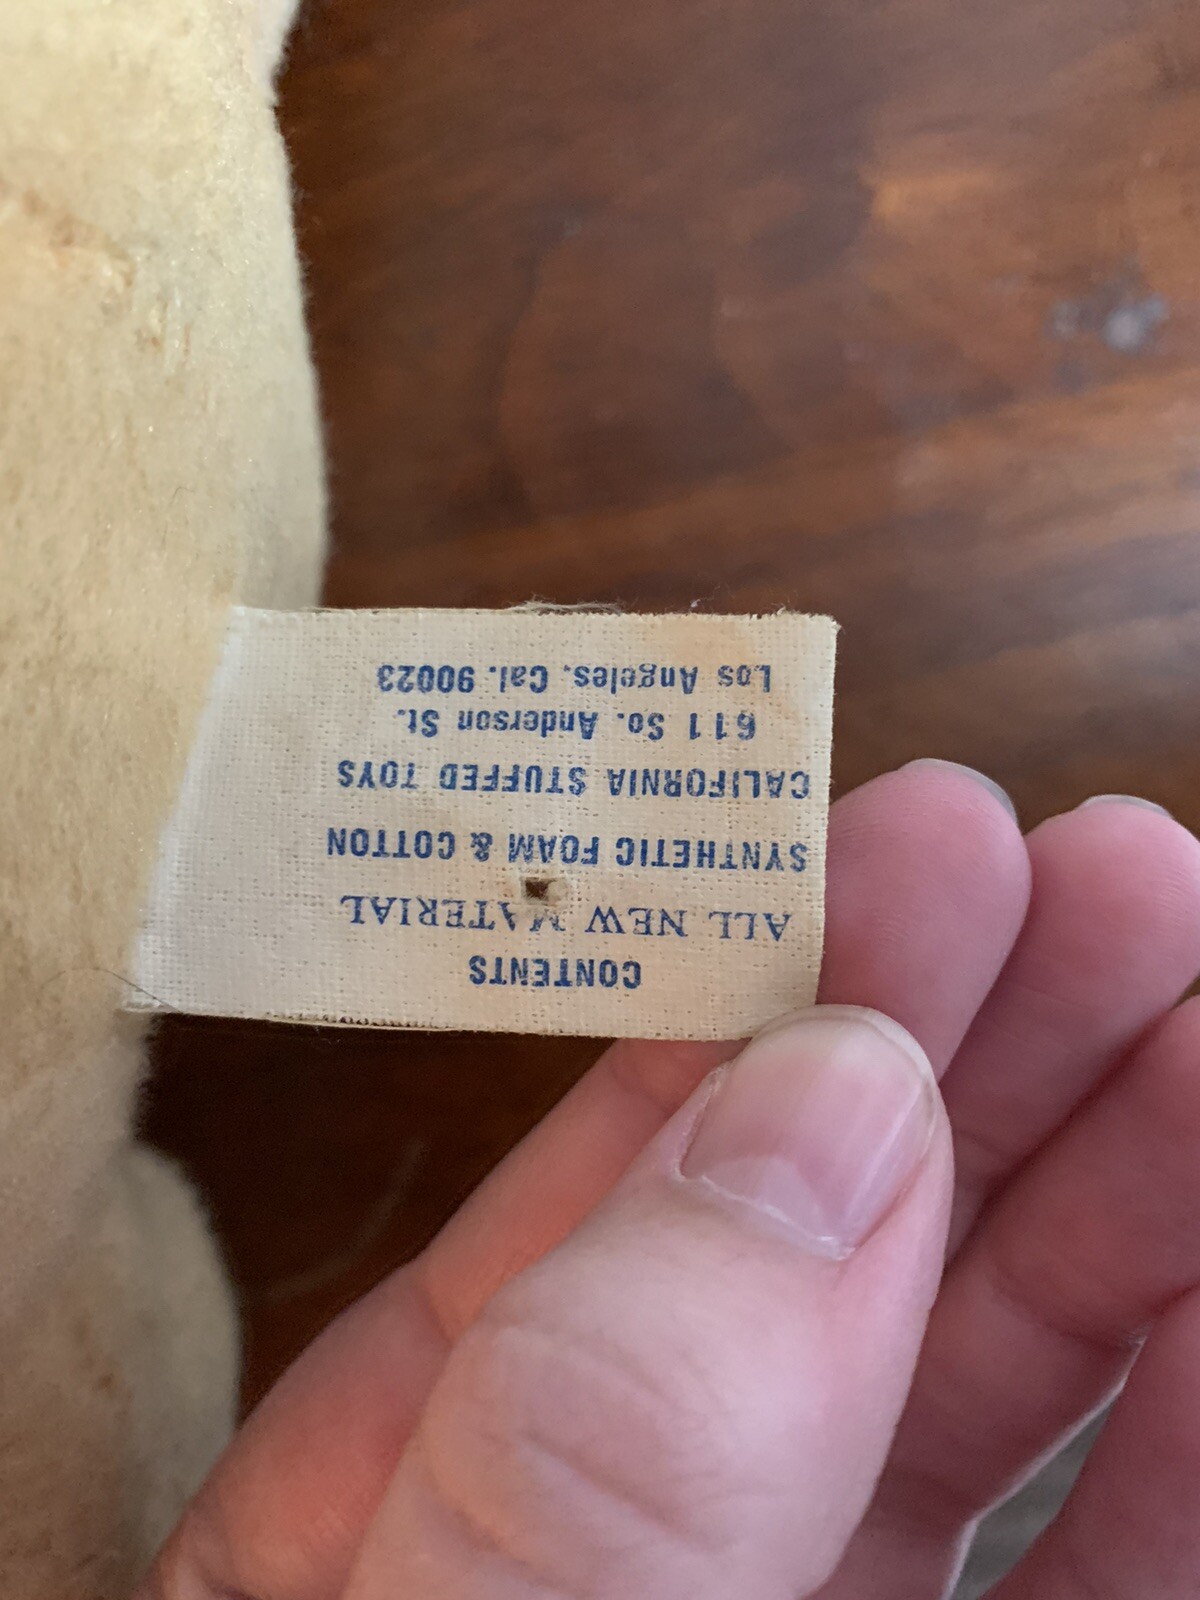 CONTENTS
ALL NEW MATERIAL
SYNTHETIC FOAM & COTTON
CALIFORNIA STUFFED TOYS
611 So. Anderson St.
Los Angeles, Cal. 90023